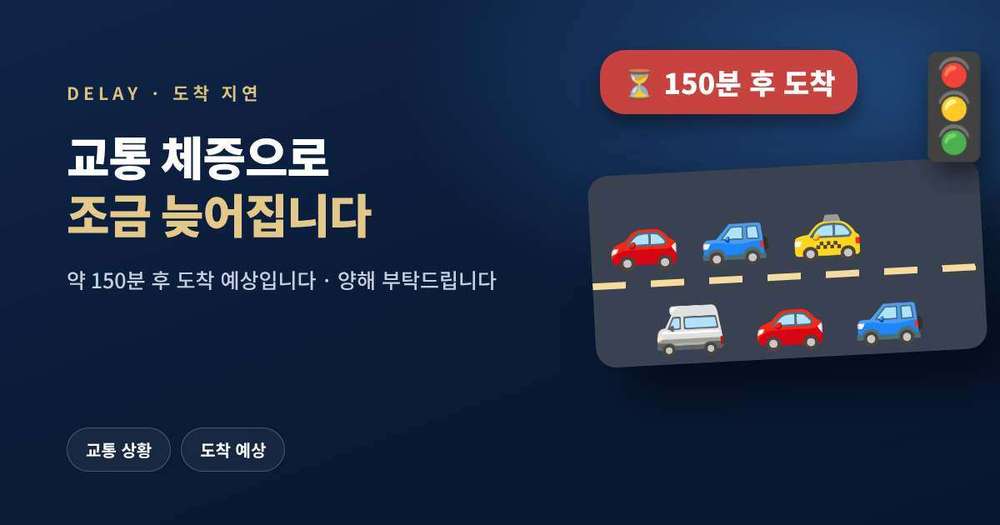 DELAY · 도착 지연
교통 체증으로
조금 늦어집니다
약 150분 후 도착 예상입니다 · 양해 부탁드립니다
교통 상황
도착 예상
⏳ 150분 후 도착